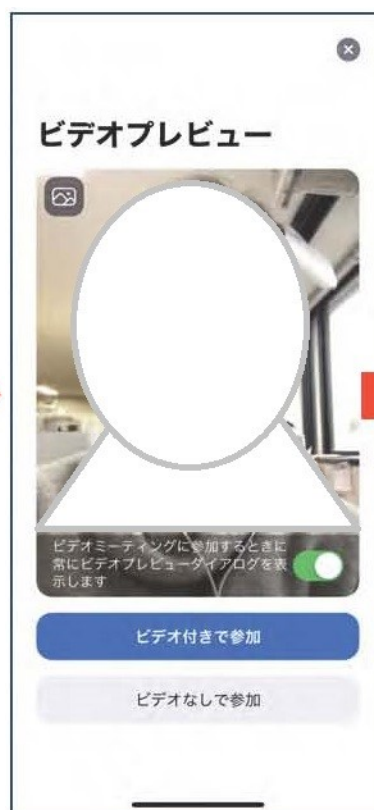 ビデオプレビュー
ビデオミーティングに参加するときに
常にビデオプレビューダイアログを表
示します
ビデオ付きで参加
ビデオなしで参加